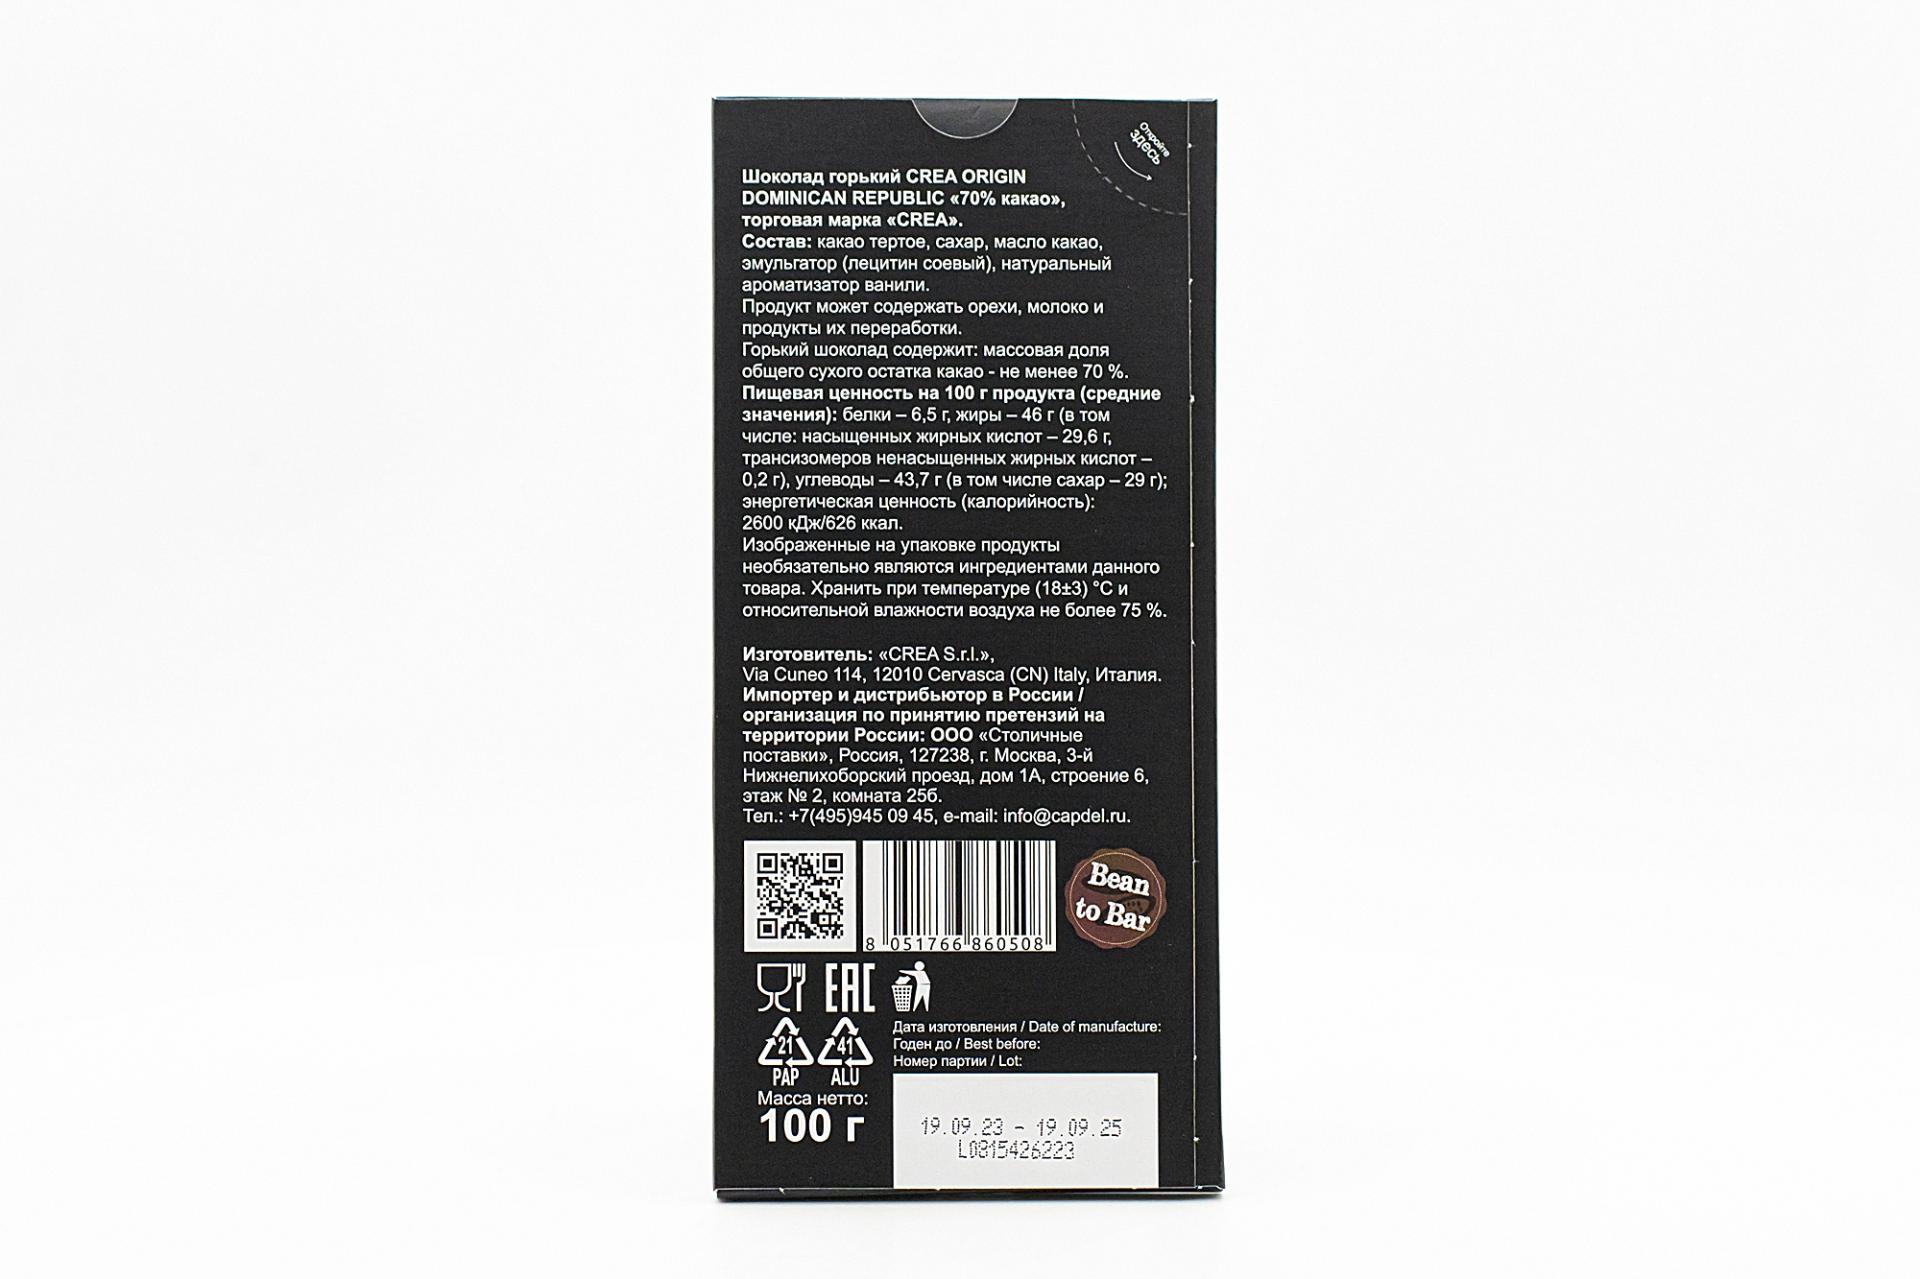 Откройте
здесь
Шоколад горький CREA ORIGIN
DOMINICAN REPUBLIC «70% какао»,
торговая марка «CREA».
Состав: какао тертое, сахар, масло какао,
эмульгатор (лецитин соевый), натуральный
ароматизатор ванили.
Продукт может содержать орехи, молоко и
продукты их переработки.
Горький шоколад содержит: массовая доля
общего сухого остатка какао - не менее 70 %.
Пищевая ценность на 100 г продукта (средние
значения): белки – 6,5 г, жиры – 46 г (в том
числе: насыщенных жирных кислот – 29,6 г,
трансизомеров ненасыщенных жирных кислот –
0,2 г), углеводы – 43,7 г (в том числе сахар – 29 г);
энергетическая ценность (калорийность):
2600 кДж/626 ккал.
Изображенные на упаковке продукты
необязательно являются ингредиентами данного
товара. Хранить при температуре (18±3) °С и
относительной влажности воздуха не более 75 %.
Изготовитель: «CREA S.r.l.»,
Via Cuneo 114, 12010 Cervasca (CN) Italy, Италия.
Импортер и дистрибьютор в России /
организация по принятию претензий на
территории России: ООО «Столичные
поставки», Россия, 127238, г. Москва, 3-й
Нижнелихоборский проезд, дом 1А, строение 6,
этаж № 2, комната 25б.
Тел.: +7(495)945 09 45, e-mail: info@capdel.ru.
8 051766 860508
Bean
to Bar
EAC
21
PAP
41
ALU
Дата изготовления / Date of manufacture:
Годен до / Best before:
Номер партии / Lot:
Масса нетто:
100 г
19.09.23 - 19.09.25
L0815426223